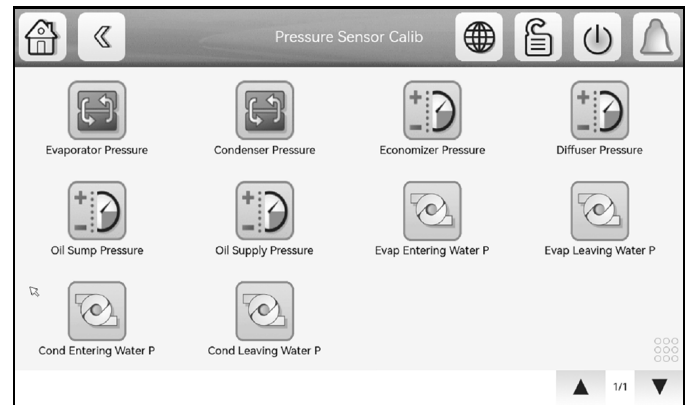 Pressure Sensor Calib
Evaporator Pressure
Condenser Pressure
Economizer Pressure
Diffuser Pressure
Oil Sump Pressure
Oil Supply Pressure
Evap Entering Water P
Evap Leaving Water P
Cond Entering Water P
Cond Leaving Water P
1/1